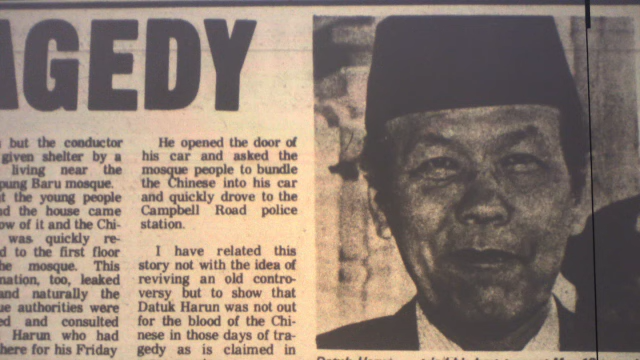 AGEDY
but the conductor
given shelter by a
living near the
pung Baru mosque.
t the young people
nd the house came
ow of it and the Chi-
was quickly re-
d to the first floor
he mosque. This
nation, too, leaked
and naturally the
ue authorities were
ed and consulted
Harun who had
here for his Friday
He opened the door of
his car and asked the
mosque people to bundle
the Chinese into his car
and quickly drove to the
Campbell Road police
station.
I have related this
story not with the idea of
reviving an old contro-
versy but to show that
Datuk Harun was not out
for the blood of the Chi-
nese in those days of tra-
gedy as is claimed in